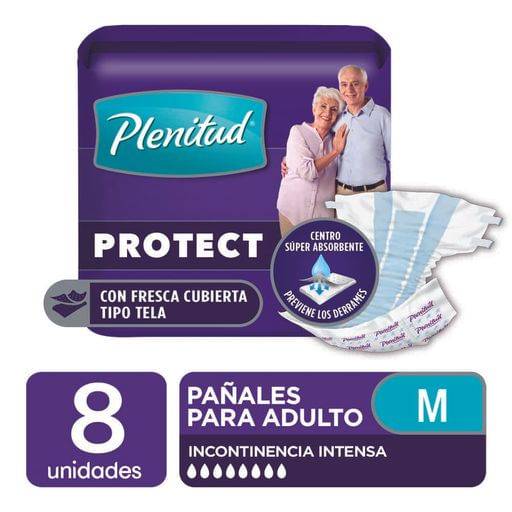 Plenitud
PROTECT
CENTRO
SÚPER ABSORBENTE
PREVIENE LOS DERRAMES
CON FRESCA CUBIERTA
TIPO TELA
Plenitud
8
unidades
PAÑALES
PARA ADULTO
M
INCONTINENCIA INTENSA